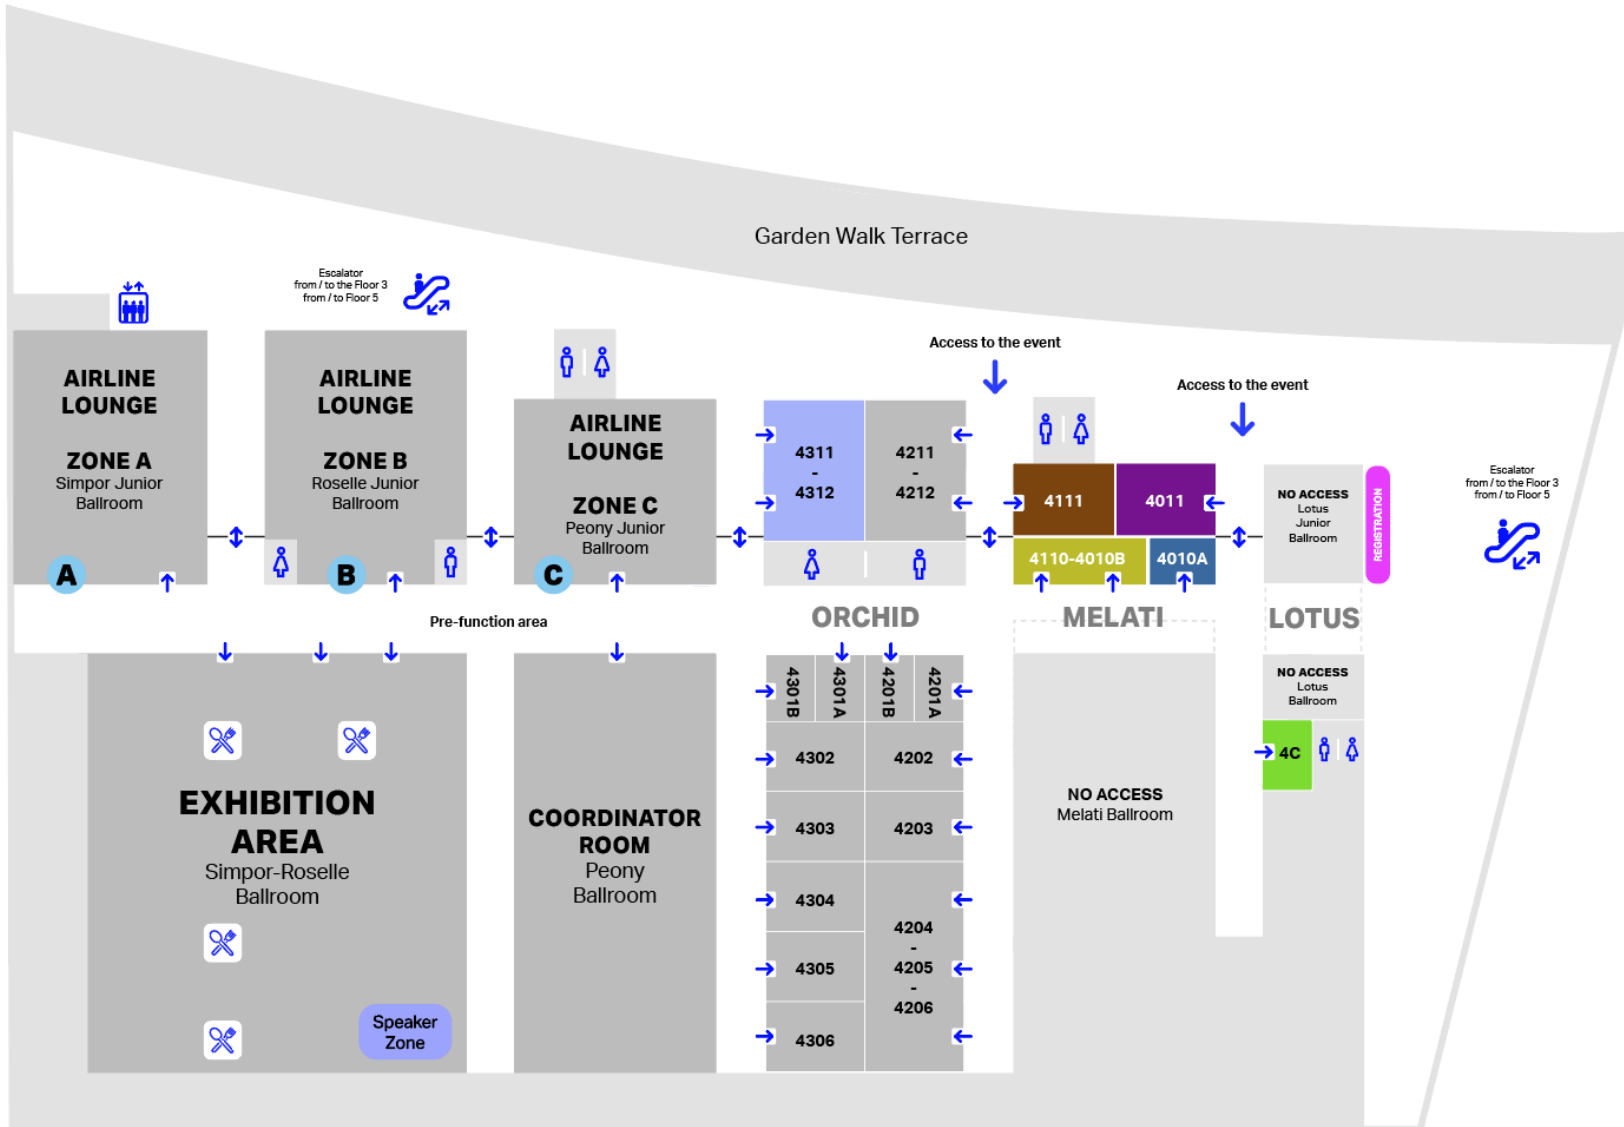 Garden Walk Terrace
Escalator
from / to the Floor 3
from / to Floor 5
Access to the event
Access to the event
Escalator
from / to the Floor 3
from / to Floor 5
AIRLINE
LOUNGE
ZONE A
Simpor Junior
Ballroom
A
AIRLINE
LOUNGE
ZONE B
Roselle Junior
Ballroom
B
AIRLINE
LOUNGE
ZONE C
Peony Junior
Ballroom
C
4311
-
4312
4211
-
4212
4111
4011
4110-4010B
4010A
NO ACCESS
Lotus
Junior
Ballroom
REGISTRATION
Pre-function area
ORCHID
MELATI
LOTUS
EXHIBITION
AREA
Simpor-Roselle
Ballroom
Speaker
Zone
COORDINATOR
ROOM
Peony
Ballroom
4301B
4301A
4201B
4201A
4302
4202
4303
4203
4304
4305
4306
4204
-
4205
-
4206
NO ACCESS
Melati Ballroom
NO ACCESS
Lotus
Ballroom
4C